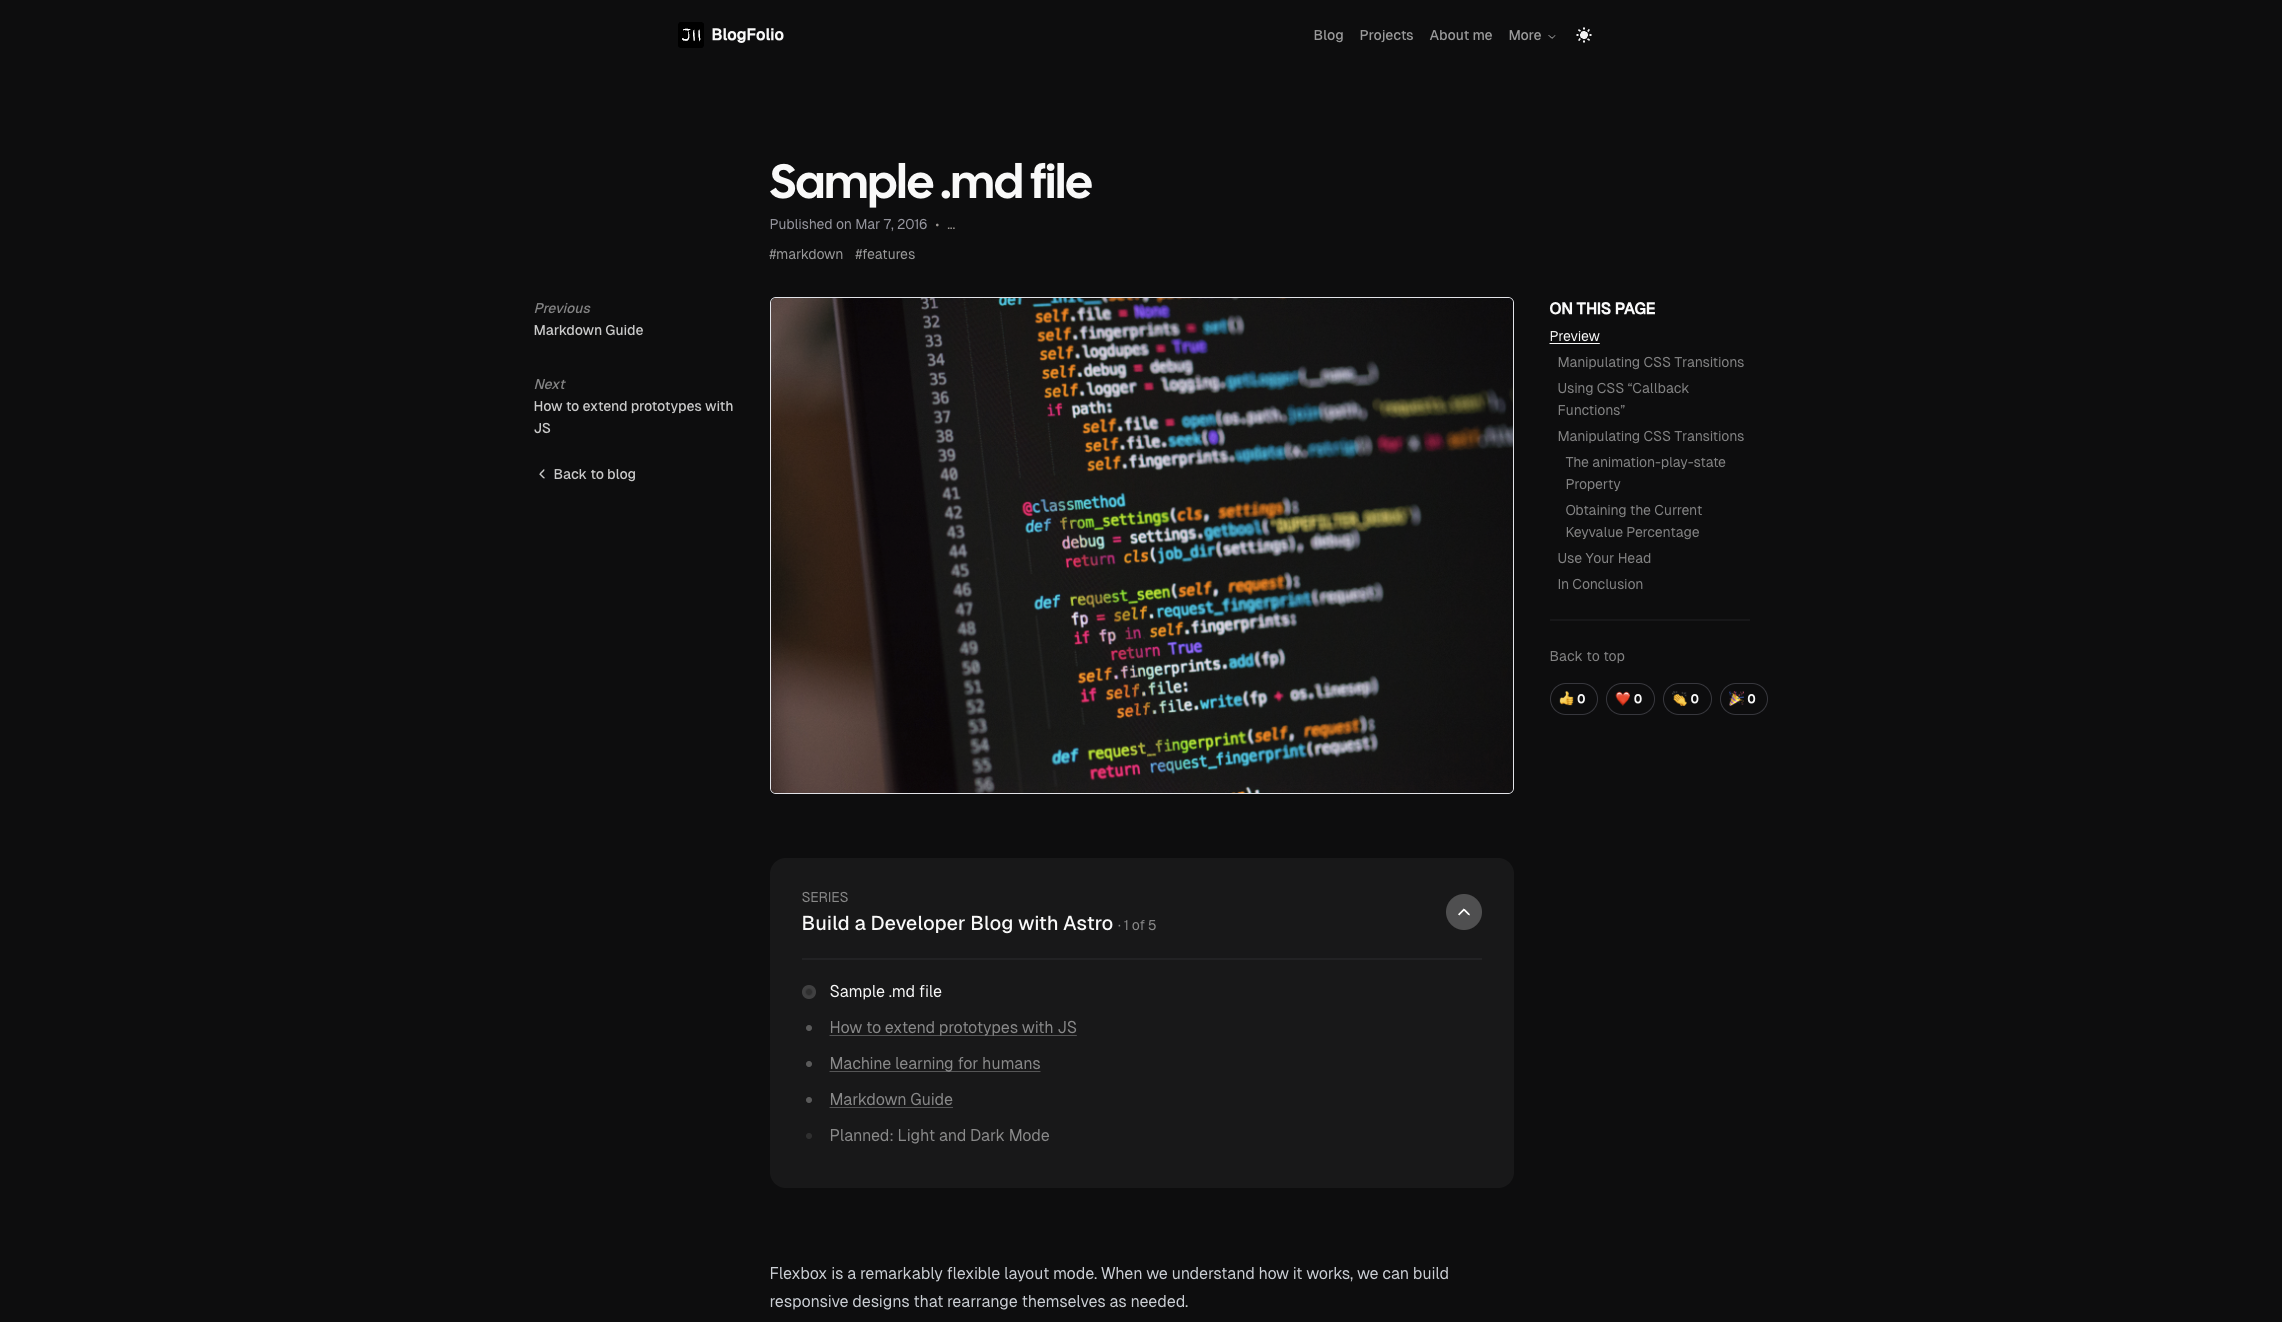 BlogFolio
Blog
Projects
About me
More
Sample .md file
Published on Mar 7, 2016 • ...
#markdown #features
Previous
Markdown Guide
Next
How to extend prototypes with
JS
Back to blog
31 def __init__(
32 self.file = None
33 self.fingerprints = set()
34 self.logdupes = True
35 self.debug = debug
36 self.logger = logging.getLogger(__name__)
37 if path:
38 self.file = open(os.path.join(path,
39 self.file.seek(0)
40 self.fingerprints.update(
41
42 @classmethod
43 def from_settings(cls, settings):
44 debug = settings.getbool(
45 return cls(job_dir(settings), debug)
46
47 def request_seen(self, request):
48 fp = self.request_fingerprint(request)
49 if fp in self.fingerprints:
50 return True
51 self.fingerprints.add(fp)
52 if self.file:
53 self.file.write(fp + os.linesep)
54
55 def request_fingerprint(self, request):
56 return request_fingerprint(request)
ON THIS PAGE
Preview
Manipulating CSS Transitions
Using CSS “Callback
Functions”
Manipulating CSS Transitions
The animation-play-state
Property
Obtaining the Current
Keyvalue Percentage
Use Your Head
In Conclusion
Back to top
👍 0
❤️ 0
👏 0
🎉 0
SERIES
Build a Developer Blog with Astro · 1 of 5
Sample .md file
How to extend prototypes with JS
Machine learning for humans
Markdown Guide
Planned: Light and Dark Mode
Flexbox is a remarkably flexible layout mode. When we understand how it works, we can build
responsive designs that rearrange themselves as needed.